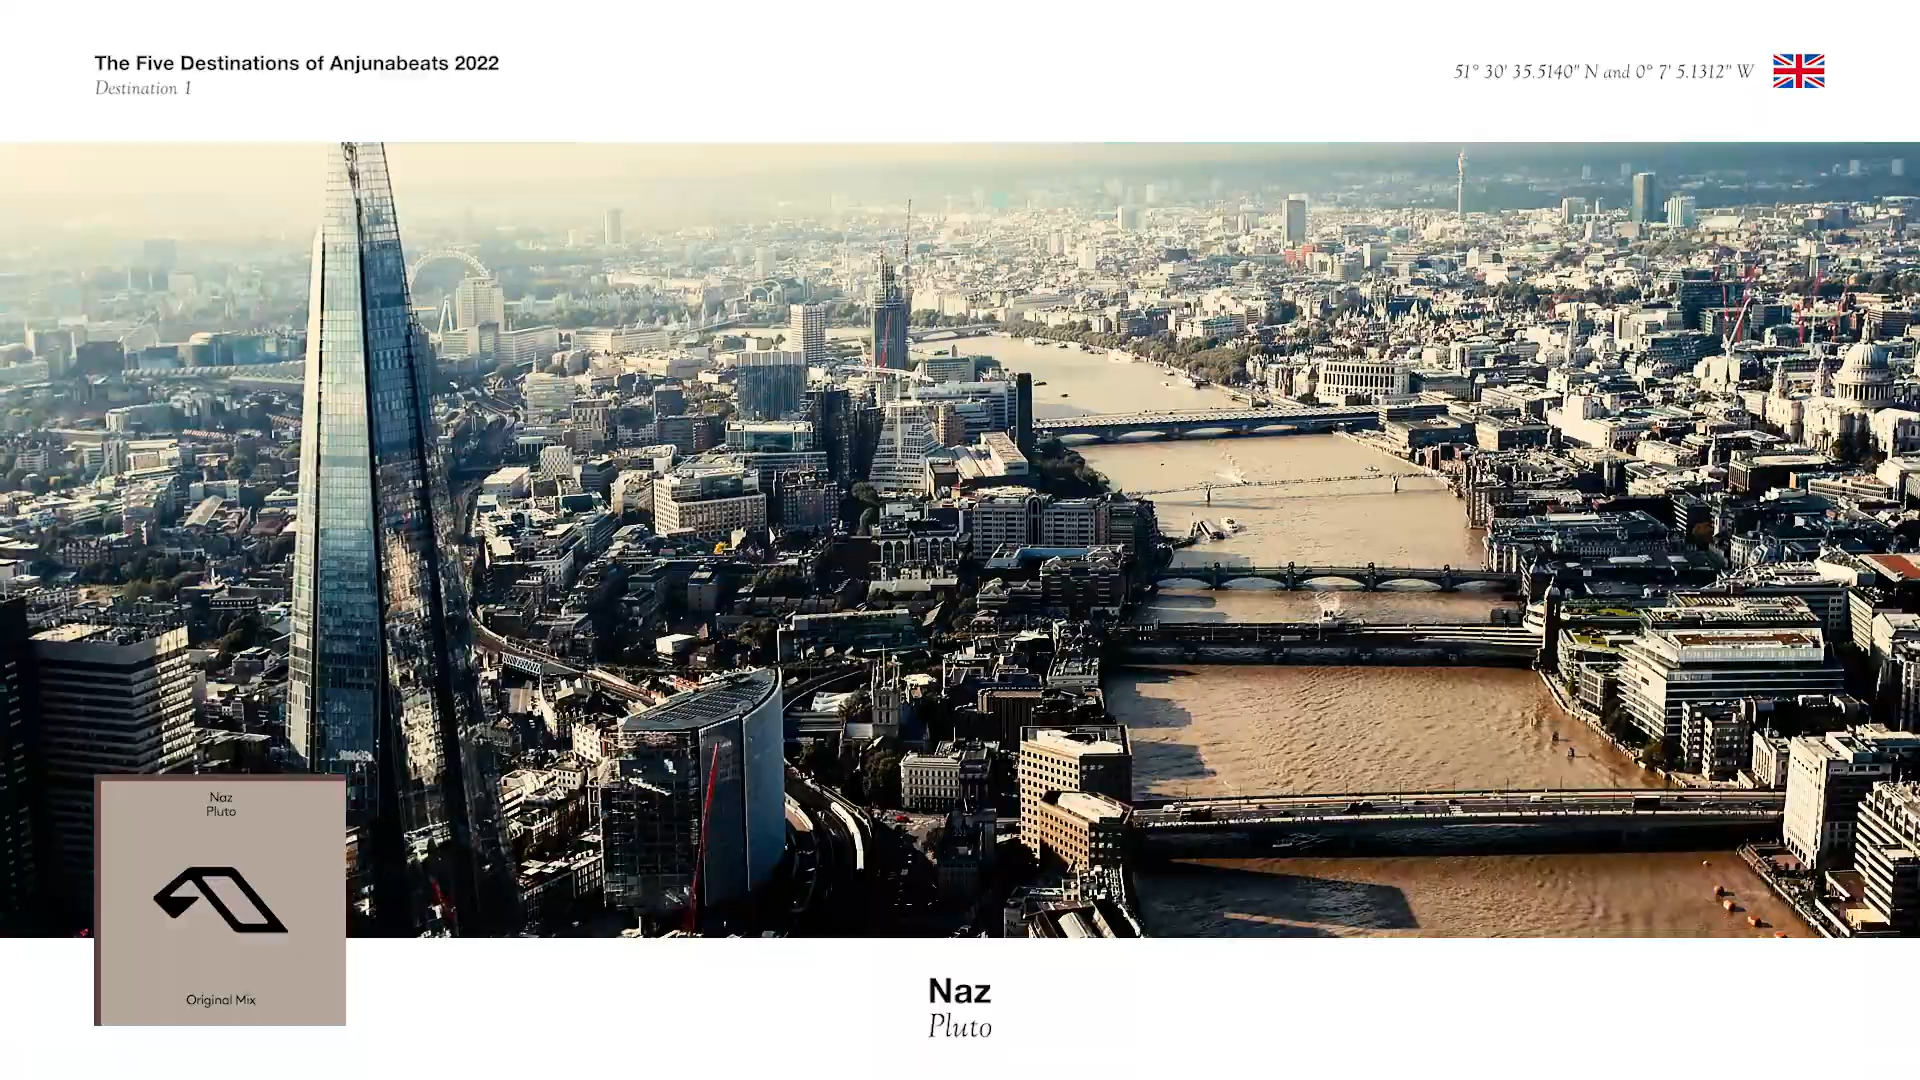 The Five Destinations of Anjunabeats 2022
Destination 1
51° 30' 35.5140" N and 0° 7' 5.1312" W
Naz
Pluto
Original Mix
Naz
Pluto